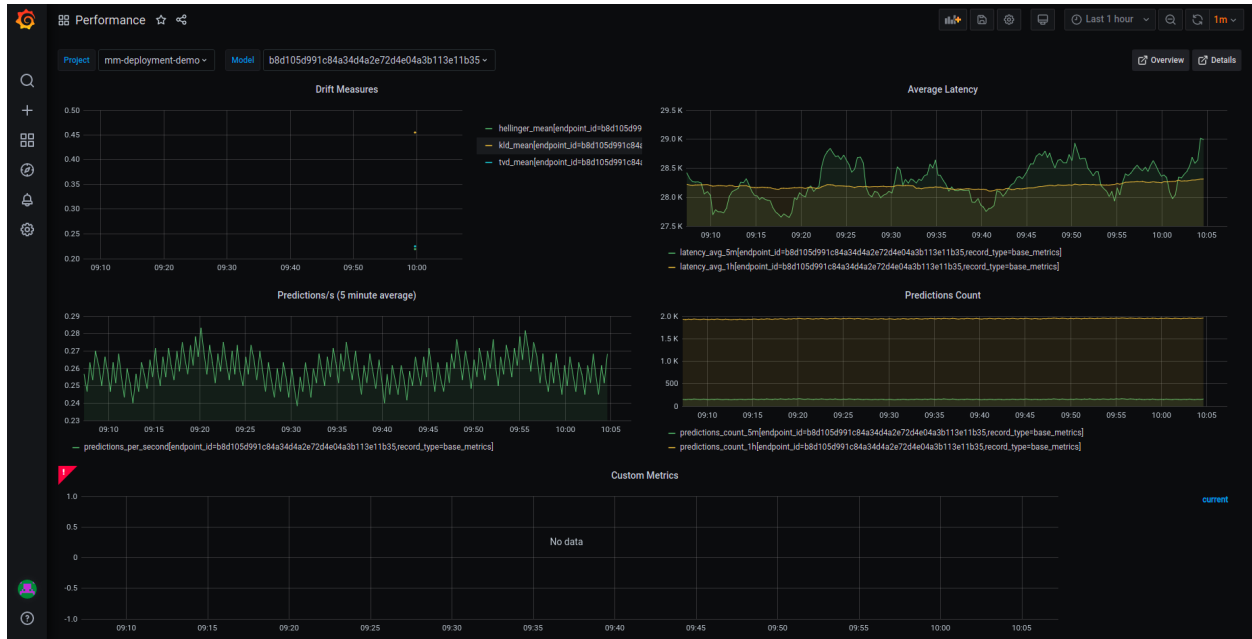 Performance
Last 1 hour
1m
Project mm-deployment-demo Model b8d105d991c84a34d4a2e72d4e04a3b113e11b35
Overview Details
Drift Measures
0.50
0.45
0.40
0.35
0.30
0.25
0.20
09:10 09:20 09:30 09:40 09:50 10:00
hellinger_mean[endpoint_id=b8d105d99
kld_mean[endpoint_id=b8d105d991c84a
tvd_mean[endpoint_id=b8d105d991c84a
Average Latency
29.5 K
29.0 K
28.5 K
28.0 K
27.5 K
09:10 09:15 09:20 09:25 09:30 09:35 09:40 09:45 09:50 09:55 10:00 10:05
latency_avg_5m[endpoint_id=b8d105d991c84a34d4a2e72d4e04a3b113e11b35,record_type=base_metrics]
latency_avg_1h[endpoint_id=b8d105d991c84a34d4a2e72d4e04a3b113e11b35,record_type=base_metrics]
Predictions/s (5 minute average)
0.29
0.28
0.27
0.26
0.25
0.24
0.23
09:10 09:15 09:20 09:25 09:30 09:35 09:40 09:45 09:50 09:55 10:00 10:05
predictions_per_second[endpoint_id=b8d105d991c84a34d4a2e72d4e04a3b113e11b35,record_type=base_metrics]
Predictions Count
2.0 K
1.5 K
1.0 K
500
0
09:10 09:15 09:20 09:25 09:30 09:35 09:40 09:45 09:50 09:55 10:00 10:05
predictions_count_5m[endpoint_id=b8d105d991c84a34d4a2e72d4e04a3b113e11b35,record_type=base_metrics]
predictions_count_1h[endpoint_id=b8d105d991c84a34d4a2e72d4e04a3b113e11b35,record_type=base_metrics]
!
Custom Metrics
1.0
0.5
0
-0.5
-1.0
No data
current
09:10 09:15 09:20 09:25 09:30 09:35 09:40 09:45 09:50 09:55 10:00 10:05